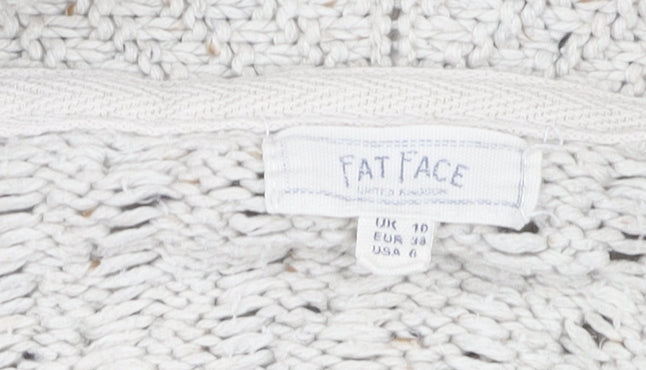 FAT FACE
UNITED KINGDOM
UK 10
EUR 38
USA 6